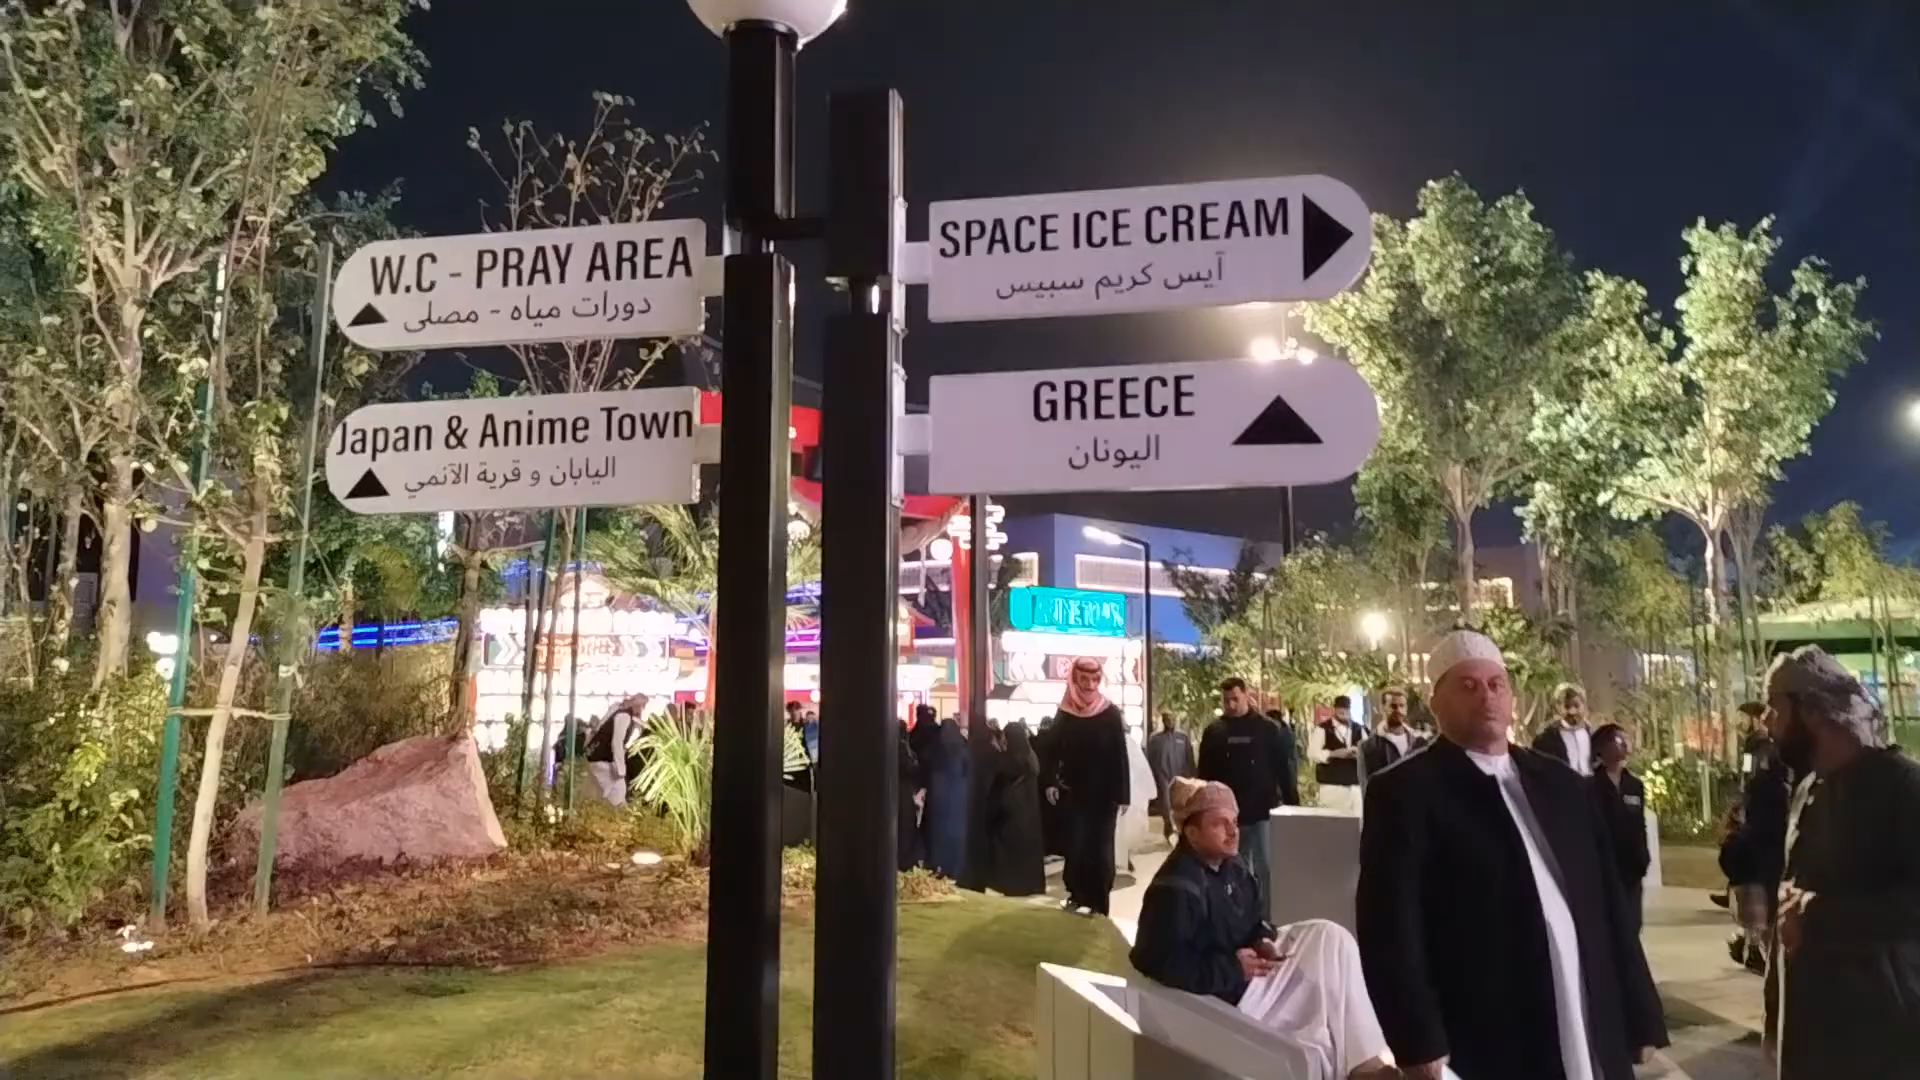 W.C - PRAY AREA
دورات مياه - مصلى
Japan & Anime Town
اليابان و قرية الآنمي
SPACE ICE CREAM
آيس كريم سبيس
GREECE
اليونان